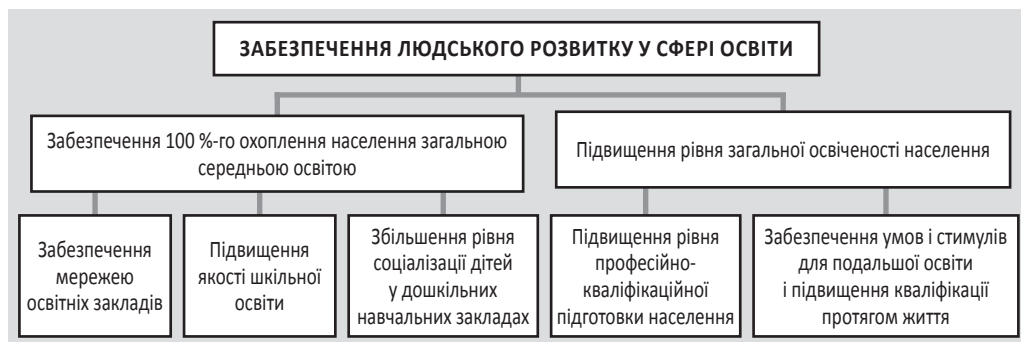 ЗАБЕЗПЕЧЕННЯ ЛЮДСЬКОГО РОЗВИТКУ У СФЕРІ ОСВІТИ
Забезпечення 100 %-го охоплення населення загальною
середньою освітою
Підвищення рівня загальної освіченості населення
Забезпечення
мережею
освітніх закладів
Підвищення
якості шкільної
освіти
Збільшення рівня
соціалізації дітей
у дошкільних
навчальних закладах
Підвищення рівня
професійно-
кваліфікаційної
підготовки населення
Забезпечення умов і стимулів
для подальшої освіти
і підвищення кваліфікації
протягом життя